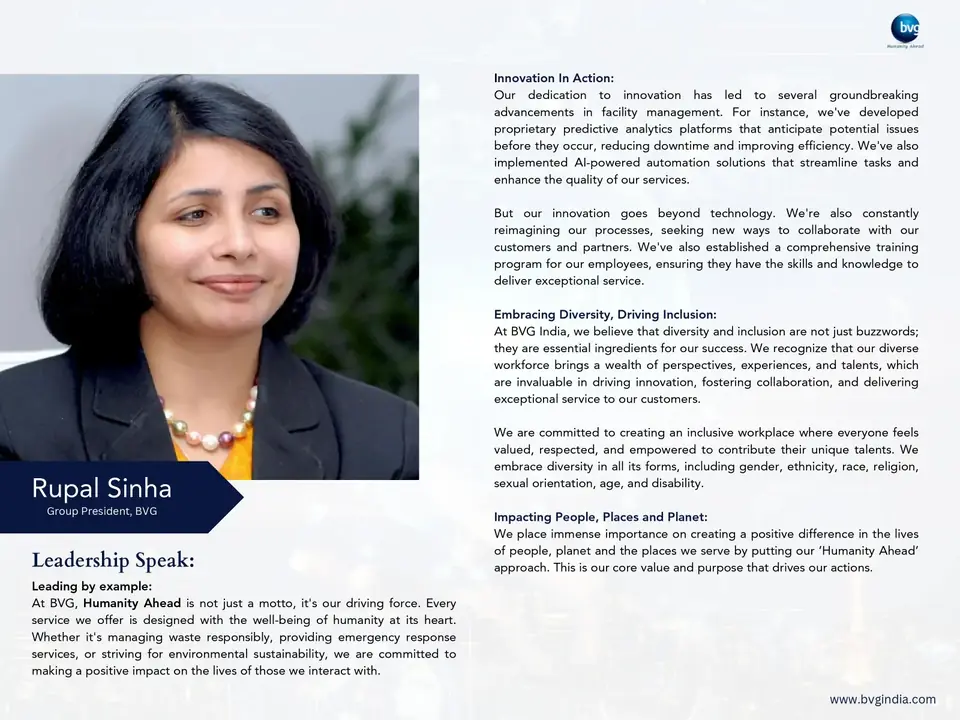 bvg
Humanity Ahead
Rupal Sinha
Group President, BVG
Leadership Speak:
Leading by example:
At BVG, Humanity Ahead is not just a motto, it's our driving force. Every
service we offer is designed with the well-being of humanity at its heart.
Whether it's managing waste responsibly, providing emergency response
services, or striving for environmental sustainability, we are committed to
making a positive impact on the lives of those we interact with.
Innovation In Action:
Our dedication to innovation has led to several groundbreaking
advancements in facility management. For instance, we've developed
proprietary predictive analytics platforms that anticipate potential issues
before they occur, reducing downtime and improving efficiency. We've also
implemented AI-powered automation solutions that streamline tasks and
enhance the quality of our services.
But our innovation goes beyond technology. We're also constantly
reimagining our processes, seeking new ways to collaborate with our
customers and partners. We've also established a comprehensive training
program for our employees, ensuring they have the skills and knowledge to
deliver exceptional service.
Embracing Diversity, Driving Inclusion:
At BVG India, we believe that diversity and inclusion are not just buzzwords;
they are essential ingredients for our success. We recognize that our diverse
workforce brings a wealth of perspectives, experiences, and talents, which
are invaluable in driving innovation, fostering collaboration, and delivering
exceptional service to our customers.
We are committed to creating an inclusive workplace where everyone feels
valued, respected, and empowered to contribute their unique talents. We
embrace diversity in all its forms, including gender, ethnicity, race, religion,
sexual orientation, age, and disability.
Impacting People, Places and Planet:
We place immense importance on creating a positive difference in the lives
of people, planet and the places we serve by putting our ‘Humanity Ahead’
approach. This is our core value and purpose that drives our actions.
www.bvgindia.com